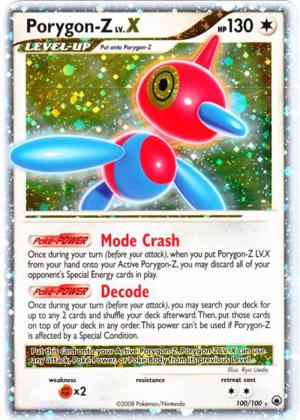 Porygon-Z LV.X HP 130
LEVEL-UP Put onto Porygon-Z
Poké-POWER Mode Crash
Once during your turn (before your attack), when you put Porygon-Z LV.X
from your hand onto your Active Porygon-Z, you may discard all of your
opponent's Special Energy cards in play.
Poké-POWER Decode
Once during your turn (before your attack), you may search your deck for
up to any 2 cards and shuffle your deck afterward. Then, put those cards
on top of your deck in any order. This power can't be used if Porygon-Z
is affected by a Special Condition.
Put this card onto your Active Porygon-Z. Porygon-Z LV.X can use
any attack, Poké-Power, or Poké-Body from its previous Level.
Illus. Ryo Ueda
100/100
weakness resistance retreat cost
×2
©2008 Pokémon/Nintendo